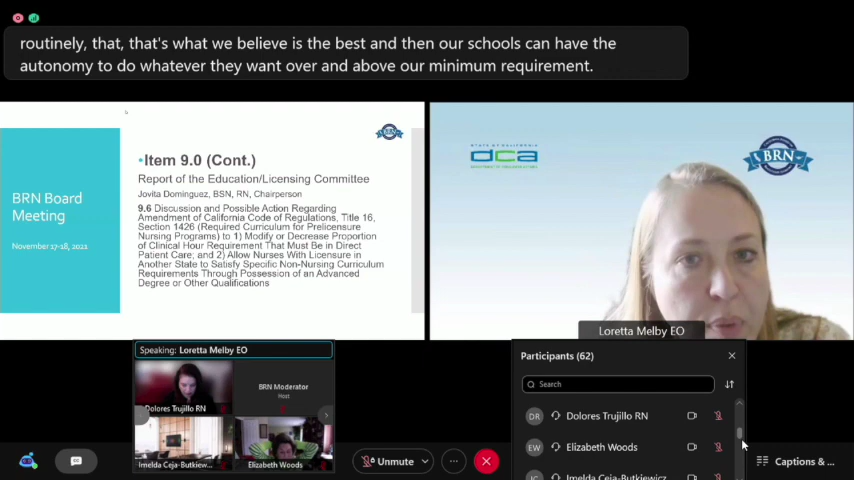 routinely, that, that's what we believe is the best and then our schools can have the
autonomy to do whatever they want over and above our minimum requirement.
BRN Board
Meeting
November 17-18, 2021
BRN
•Item 9.0 (Cont.)
Report of the Education/Licensing Committee
Jovita Dominguez, BSN, RN, Chairperson
9.6 Discussion and Possible Action Regarding
Amendment of California Code of Regulations, Title 16,
Section 1426 (Required Curriculum for Prelicensure
Nursing Programs) to 1) Modify or Decrease Proportion
of Clinical Hour Requirement That Must Be in Direct
Patient Care; and 2) Allow Nurses With Licensure in
Another State to Satisfy Specific Non-Nursing Curriculum
Requirements Through Possession of an Advanced
Degree or Other Qualifications
STATE OF CALIFORNIA
dca
BRN
Loretta Melby EO
Speaking: Loretta Melby EO
Dolores Trujillo RN
BRN Moderator
Host
Imelda Ceja-Butkiew...
Elizabeth Woods
Participants (62)
Search
DR Dolores Trujillo RN
EW Elizabeth Woods
Imelda Ceja-Butkiewicz
Unmute
Captions & ...